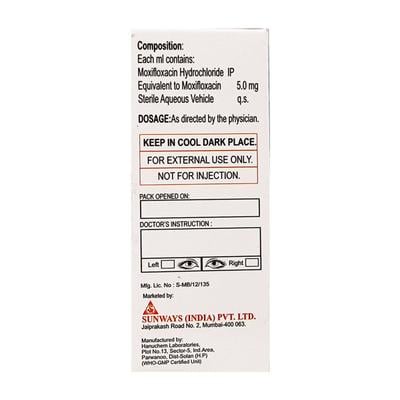 Composition:
Each ml contains:
Moxifloxacin Hydrochloride IP
Equivalent to Moxifloxacin 5.0 mg
Sterile Aqueous Vehicle q.s.
DOSAGE:As directed by the physician.
KEEP IN COOL DARK PLACE.
FOR EXTERNAL USE ONLY.
NOT FOR INJECTION.
PACK OPENED ON:
DOCTOR'S INSTRUCTION :
Left Right
Mfg. Lic. No : S-MB/12/135
Marketed by:
SUNWAYS (INDIA) PVT. LTD.
Jaiprakash Road No. 2, Mumbai-400 063.
Manufactured by:
Hanuchem Laboratories,
Plot No.13, Sector-5, Ind.Area,
Parwanoo, Dist-Solan (H.P)
(WHO-GMP Certified Unit)